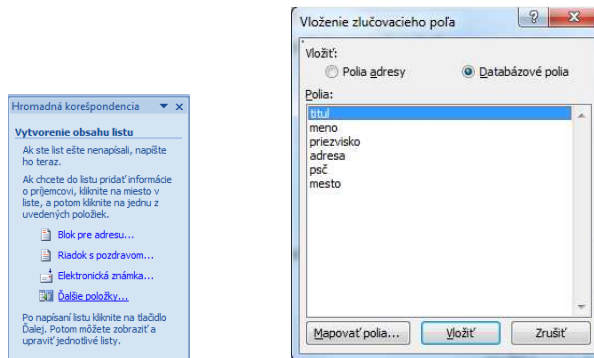 Hromadná korešpondencia
Vytvorenie obsahu listu
Ak ste list ešte nenapísali, napíšte
ho teraz.
Ak chcete do listu pridať informácie
o príjemcovi, kliknite na miesto v
liste, a potom kliknite na jednu z
uvedených položiek.
Blok pre adresu...
Riadok s pozdravom...
Elektronická známka...
Ďalšie položky...
Po napísaní listu kliknite na tlačidlo
Ďalej. Potom môžete zobraziť a
upraviť jednotlivé listy.
Vloženie zlučovacieho poľa
Vložiť:
Polia adresy
Databázové polia
Polia:
titul
meno
priezvisko
adresa
psč
mesto
Mapovať polia...
Vložiť
Zrušiť